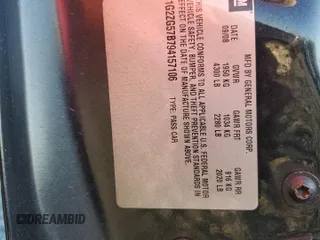 GM
MFD BY GENERAL MOTORS CORP.
09/08 GVWR GAWR FRT GAWR RR
1950 KG 1034 KG 916 KG
4300 LB 2280 LB 2020 LB
THIS VEHICLE CONFORMS TO ALL APPLICABLE U.S. FEDERAL MOTOR
VEHICLE SAFETY, BUMPER, AND THEFT PREVENTION STANDARDS IN
EFFECT ON THE DATE OF MANUFACTURE SHOWN ABOVE.
1G2ZG57B794157106 TYPE: PASS CAR
DREAMBID